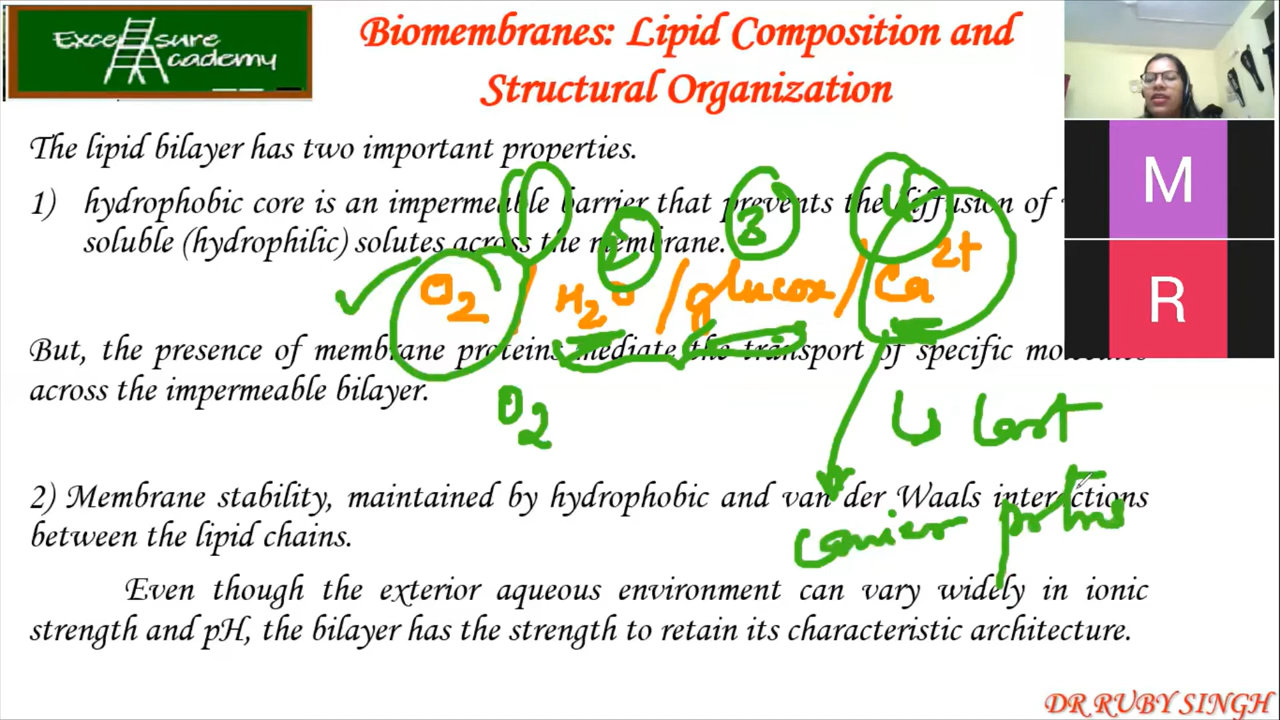 Excel sure
Academy
Biomembranes: Lipid Composition and
Structural Organization
The lipid bilayer has two important properties.
1) hydrophobic core is an impermeable barrier that prevents the diffusion of
soluble (hydrophilic) solutes across the membrane.
1 2 3 4
O2 / H2O / glucose / Ca2+
But, the presence of membrane proteins mediate the transport of specific molecules
across the impermeable bilayer.
O2
least
2) Membrane stability, maintained by hydrophobic and van der Waals interactions
between the lipid chains.
carrier proteins
Even though the exterior aqueous environment can vary widely in ionic
strength and pH, the bilayer has the strength to retain its characteristic architecture.
M
R
DR RUBY SINGH